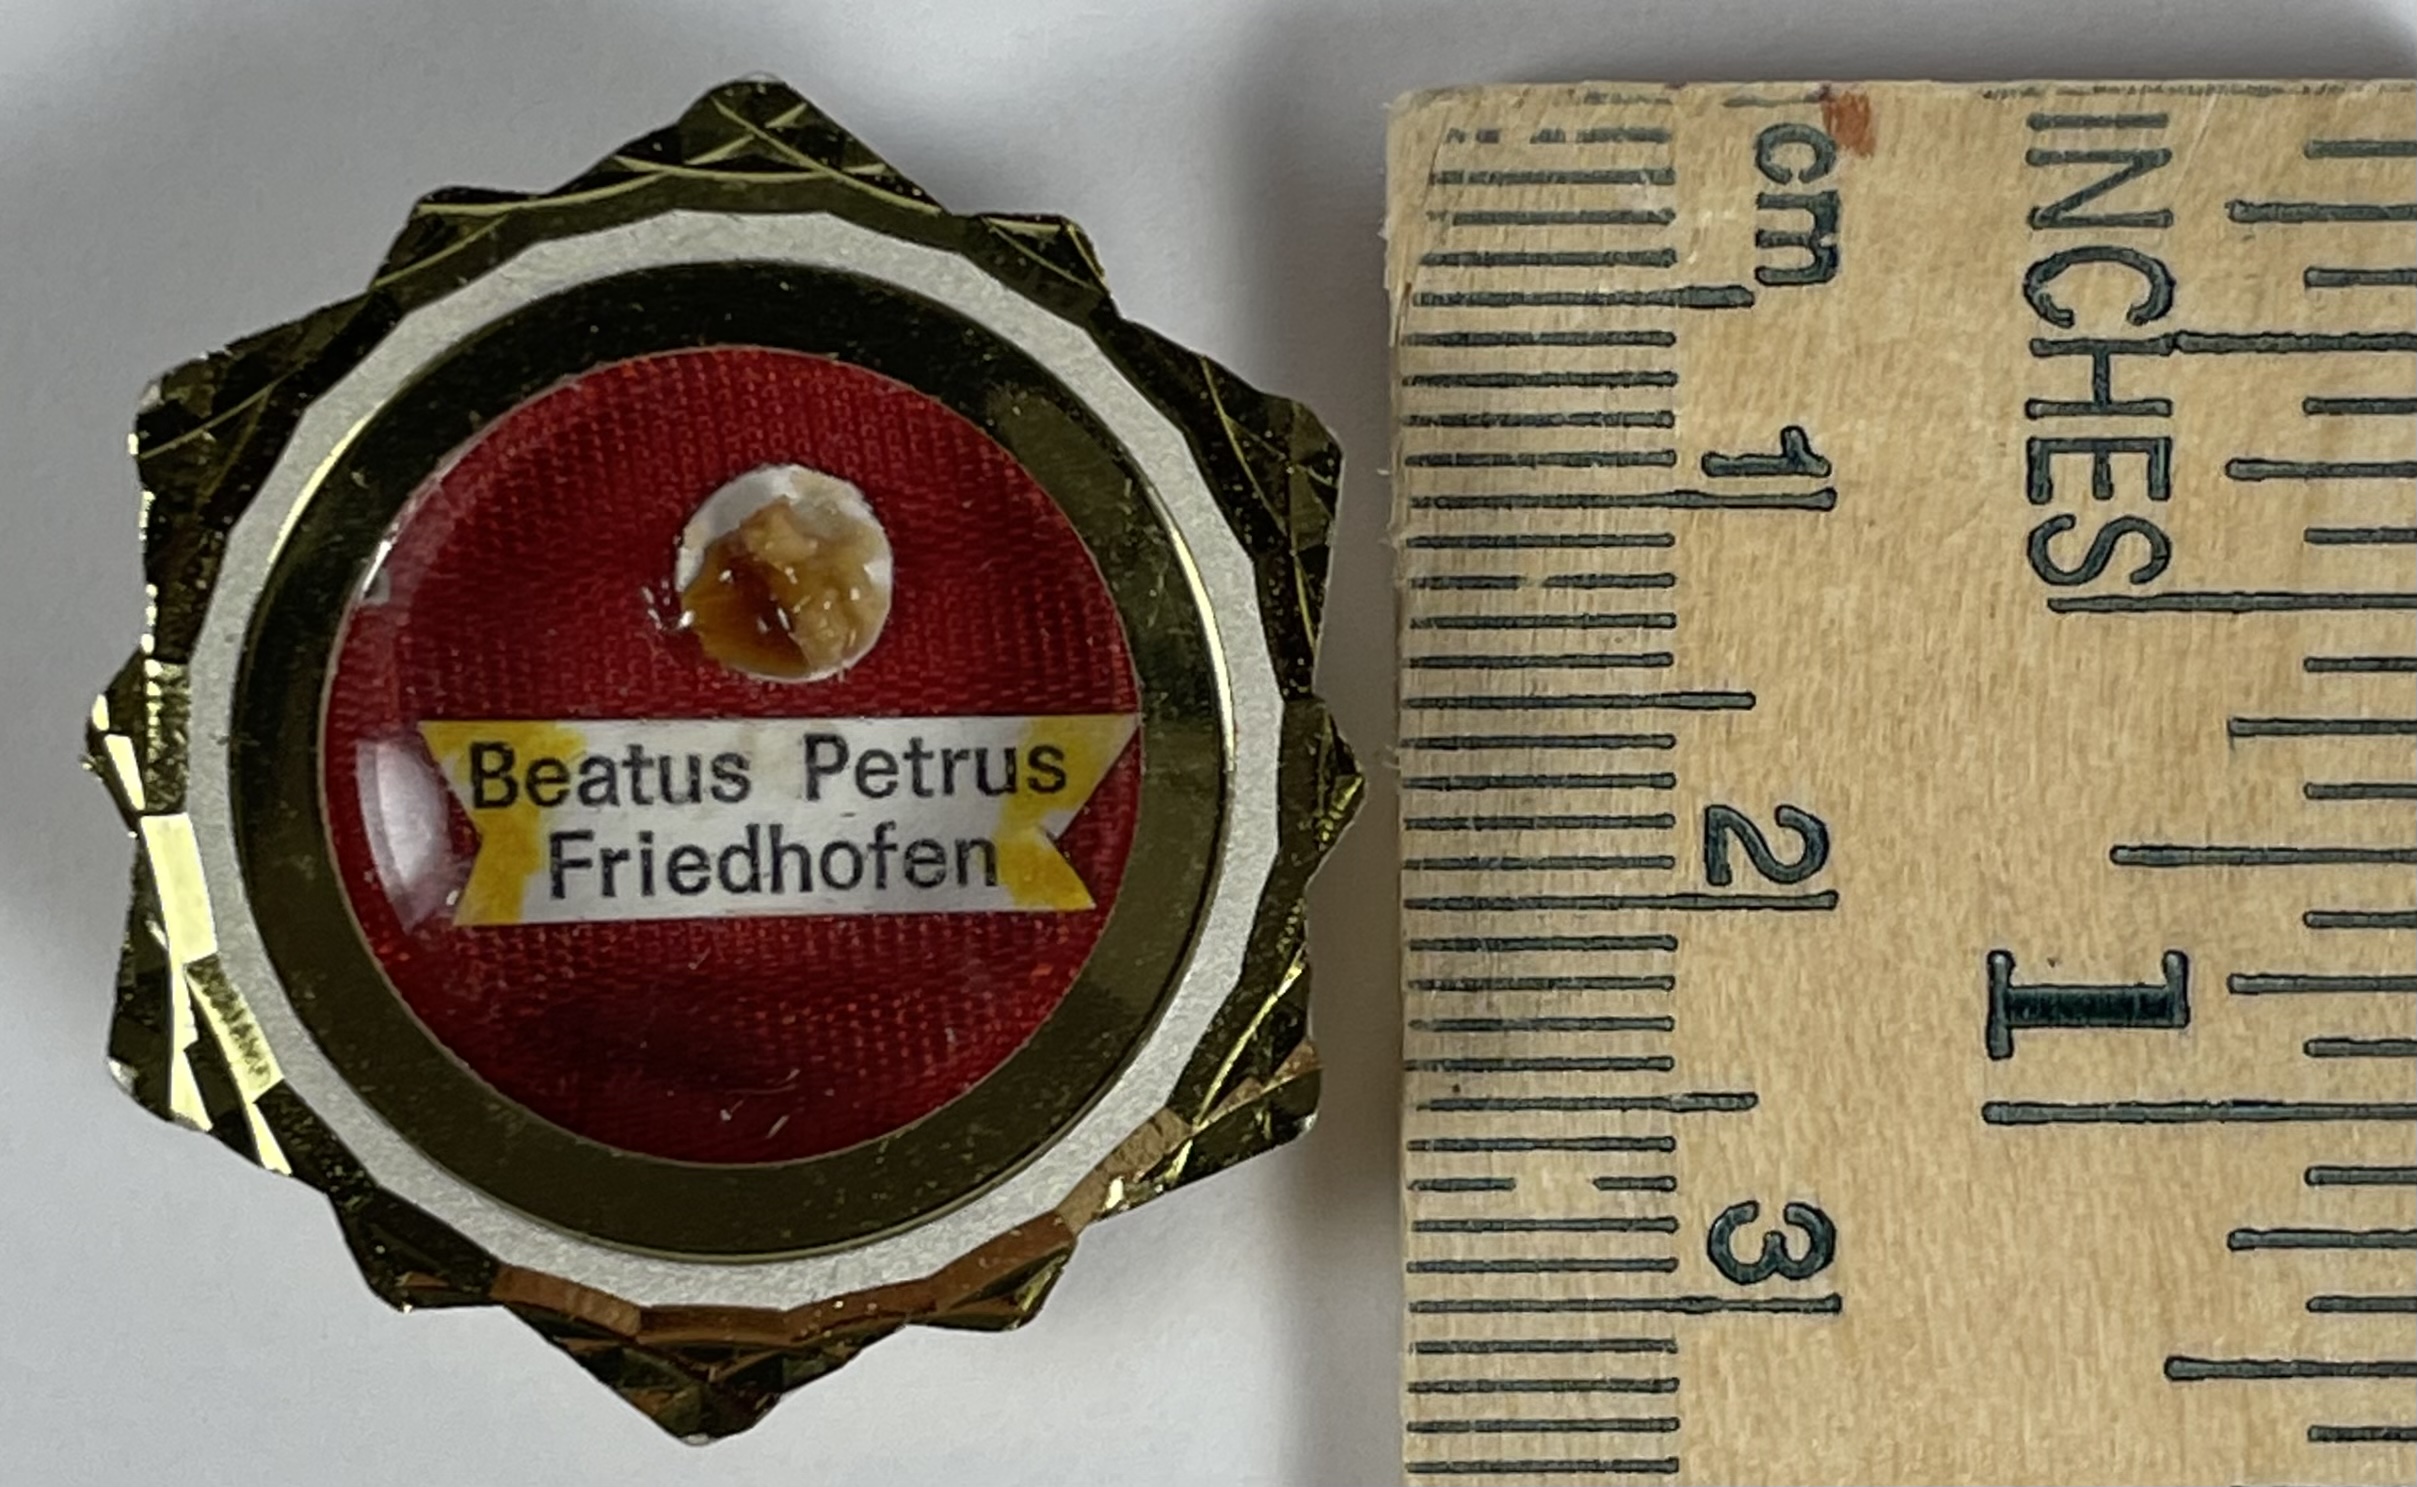 Beatus Petrus
Friedhofen
cm
1
2
3
INCHES
1